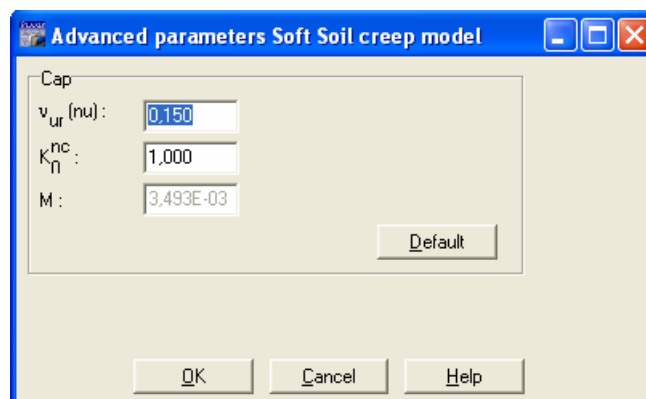 Advanced parameters Soft Soil creep model
Cap
νur (nu) : 0,150
K0nc : 1,000
M : 3,493E-03
Default
OK Cancel Help